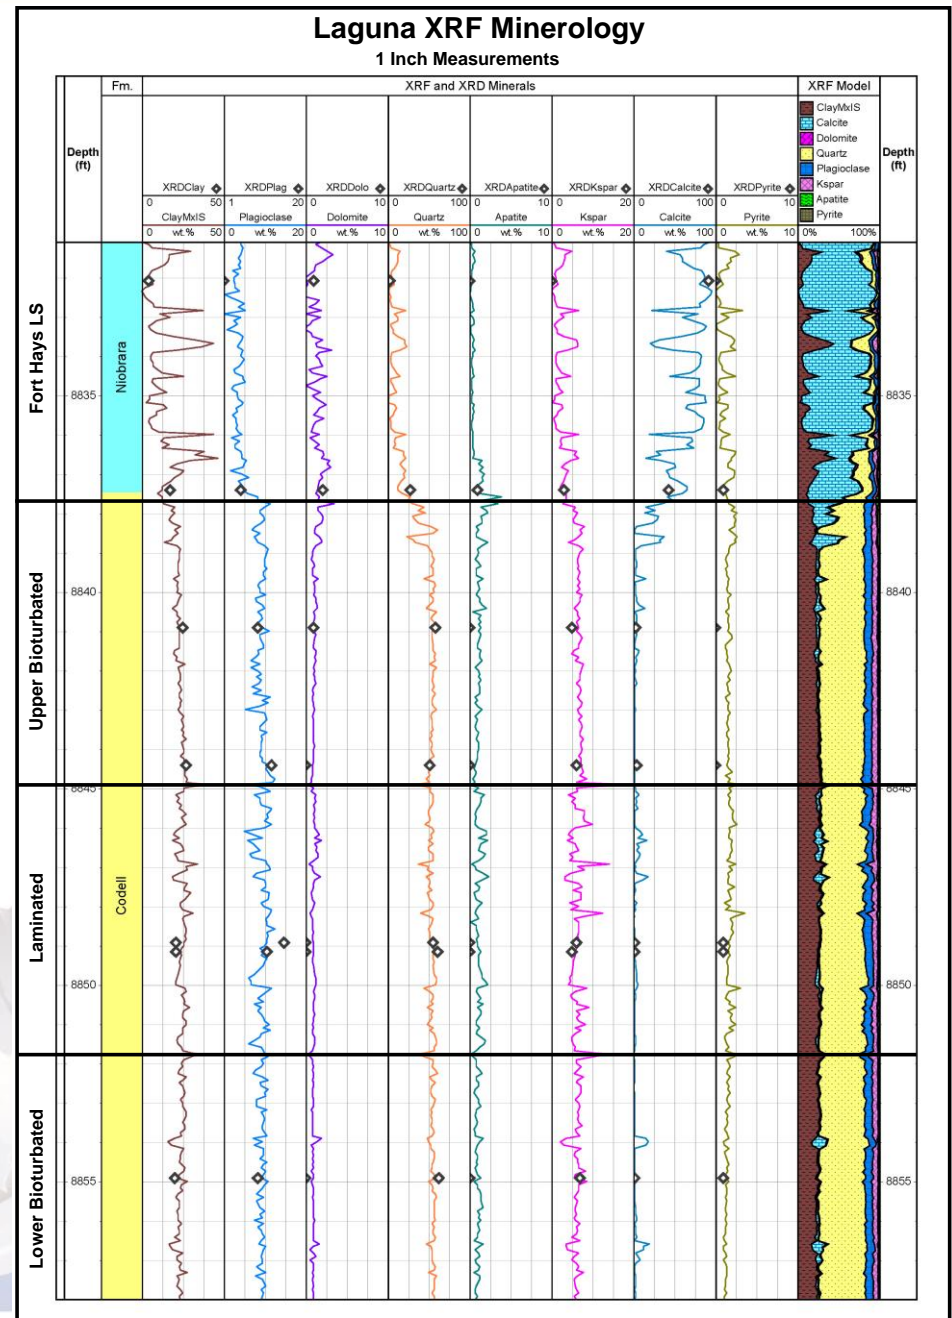 Laguna XRF Minerology
1 Inch Measurements
Fm.
XRF and XRD Minerals
XRF Model
Depth
(ft)
XRDClay
0 50
ClayMxIS
0 wt.% 50
XRDPlag
1 20
Plagioclase
0 wt.% 20
XRDDolo
0 10
Dolomite
0 wt.% 10
XRDQuartz
0 100
Quartz
0 wt.% 100
XRDApatite
0 10
Apatite
0 wt.% 10
XRDKspar
0 20
Kspar
0 wt.% 20
XRDCalcite
0 100
Calcite
0 wt.% 100
XRDPyrite
0 10
Pyrite
0 wt.% 10
ClayMxIS
Calcite
Dolomite
Quartz
Plagioclase
Kspar
Apatite
Pyrite
0% 100%
Depth
(ft)
Fort Hays LS
Niobrara
8835
8835
Upper Bioturbated
8840
8840
8845
8845
Laminated
Codell
8850
8850
Lower Bioturbated
8855
8855